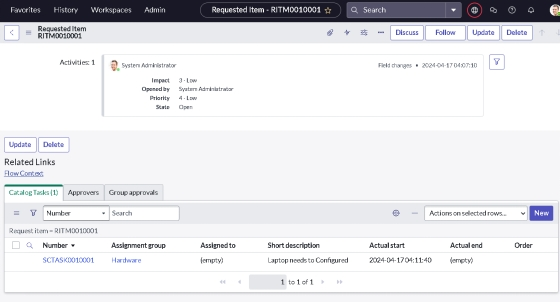 Favorites History Workspaces Admin Requested Item - RITM0010001 ☆ Search
Requested Item
RITM0010001 Discuss Follow Update Delete
Activities: 1 System Administrator Field changes • 2024-04-17 04:07:10
Impact 3 - Low
Opened by System Administrator
Priority 4 - Low
State Open
Update Delete
Related Links
Flow Context
Catalog Tasks (1) Approvers Group approvals
Number Search Actions on selected rows... New
Request item = RITM0010001
Number Assignment group Assigned to Short description Actual start Actual end Order
SCTASK0010001 Hardware (empty) Laptop needs to Configured 2024-04-17 04:11:40 (empty)
1 to 1 of 1